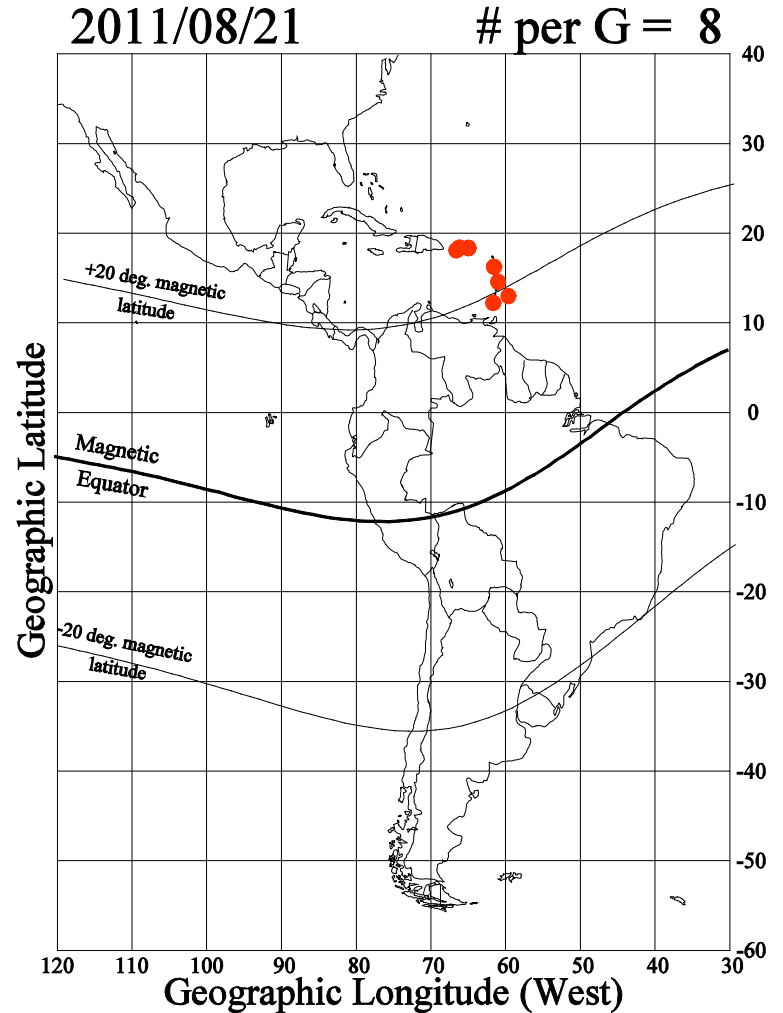 2011/08/21 # per G = 8
40
30
20
10
0
-10
-20
-30
-40
-50
-60
+20 deg. magnetic
latitude
Magnetic
Equator
-20 deg. magnetic
latitude
Geographic Latitude
120 110 100 90 80 70 60 50 40 30
Geographic Longitude (West)